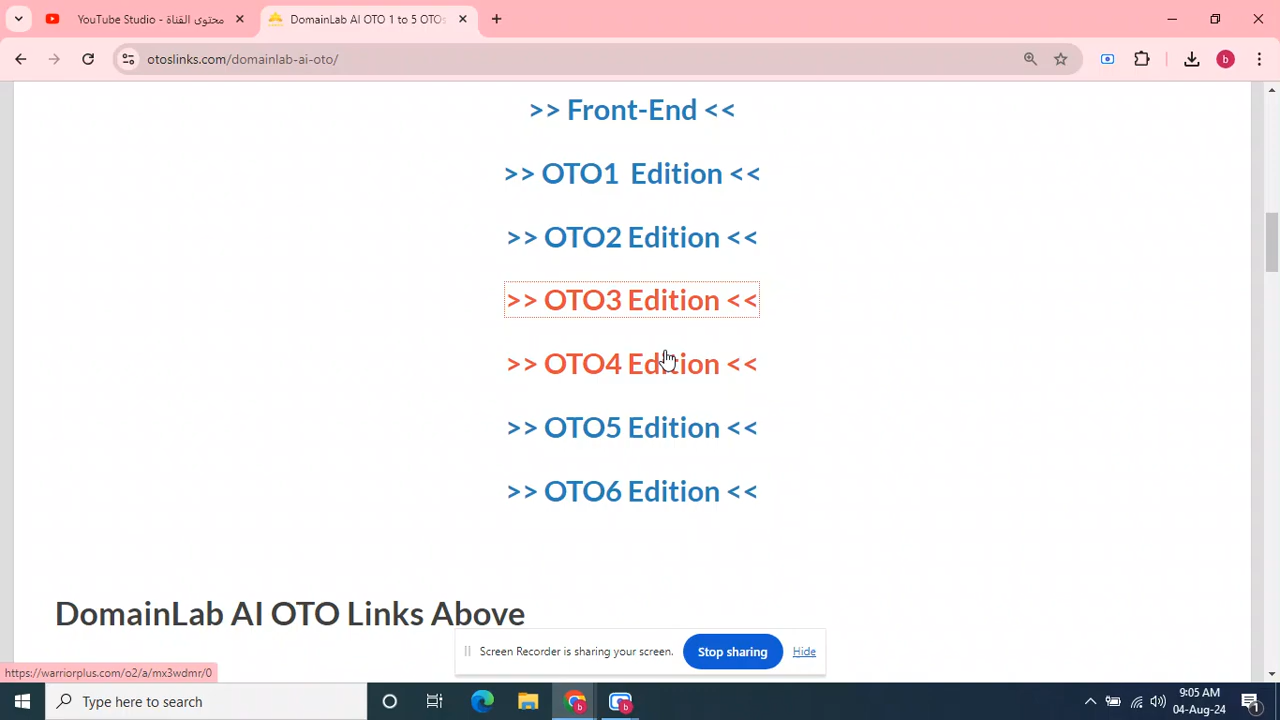 YouTube Studio - محتوى القناة
DomainLab AI OTO 1 to 5 OTOs
otoslinks.com/domainlab-ai-oto/
b
>> Front-End <<
>> OTO1 Edition <<
>> OTO2 Edition <<
>> OTO3 Edition <<
>> OTO4 Edition <<
>> OTO5 Edition <<
>> OTO6 Edition <<
DomainLab AI OTO Links Above
Screen Recorder is sharing your screen.
Stop sharing
Hide
https://warriorplus.com/o2/a/mx3wdmr/0
Type here to search
b
b
9:05 AM
04-Aug-24
1